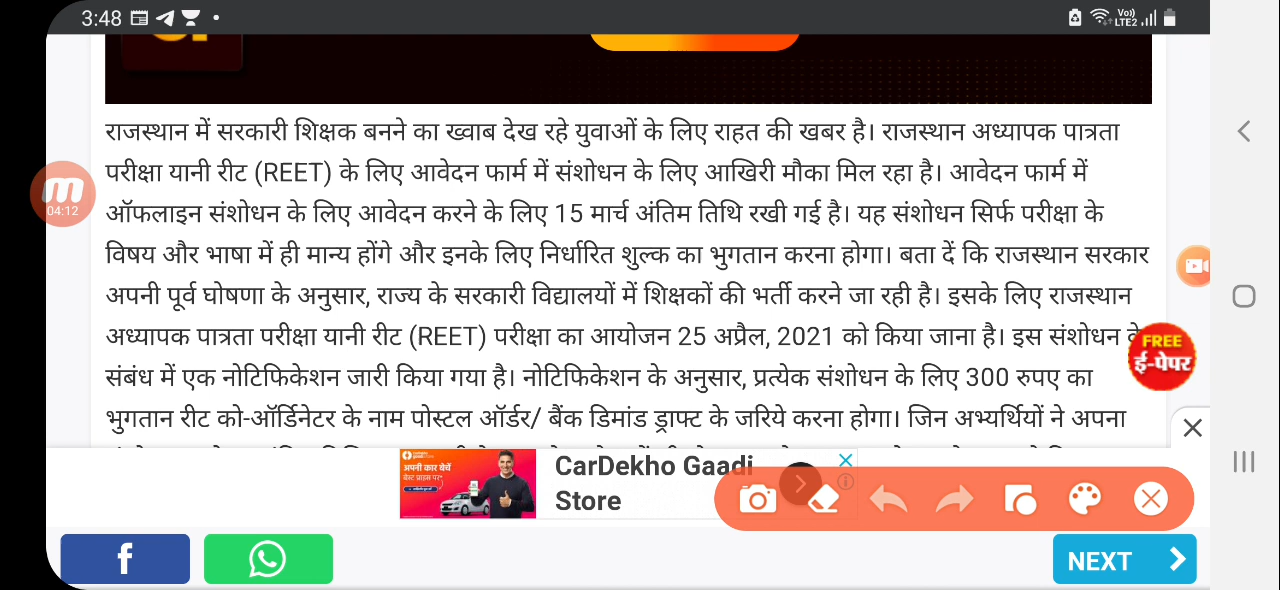 3:48
Vo))
LTE2
राजस्थान में सरकारी शिक्षक बनने का ख्वाब देख रहे युवाओं के लिए राहत की खबर है। राजस्थान अध्यापक पात्रता
परीक्षा यानी रीट (REET) के लिए आवेदन फार्म में संशोधन के लिए आखिरी मौका मिल रहा है। आवेदन फार्म में
ऑफलाइन संशोधन के लिए आवेदन करने के लिए 15 मार्च अंतिम तिथि रखी गई है। यह संशोधन सिर्फ परीक्षा के
विषय और भाषा में ही मान्य होंगे और इनके लिए निर्धारित शुल्क का भुगतान करना होगा। बता दें कि राजस्थान सरकार
अपनी पूर्व घोषणा के अनुसार, राज्य के सरकारी विद्यालयों में शिक्षकों की भर्ती करने जा रही है। इसके लिए राजस्थान
अध्यापक पात्रता परीक्षा यानी रीट (REET) परीक्षा का आयोजन 25 अप्रैल, 2021 को किया जाना है। इस संशोधन के
संबंध में एक नोटिफिकेशन जारी किया गया है। नोटिफिकेशन के अनुसार, प्रत्येक संशोधन के लिए 300 रुपए का
भुगतान रीट को-ऑर्डिनेटर के नाम पोस्टल ऑर्डर/ बैंक डिमांड ड्राफ्ट के जरिये करना होगा। जिन अभ्यर्थियों ने अपना
04:12
FREE
ई-पेपर
अपनी कार बेचें
बेस्ट प्राइस पर
CarDekho Gaadi
Store
NEXT